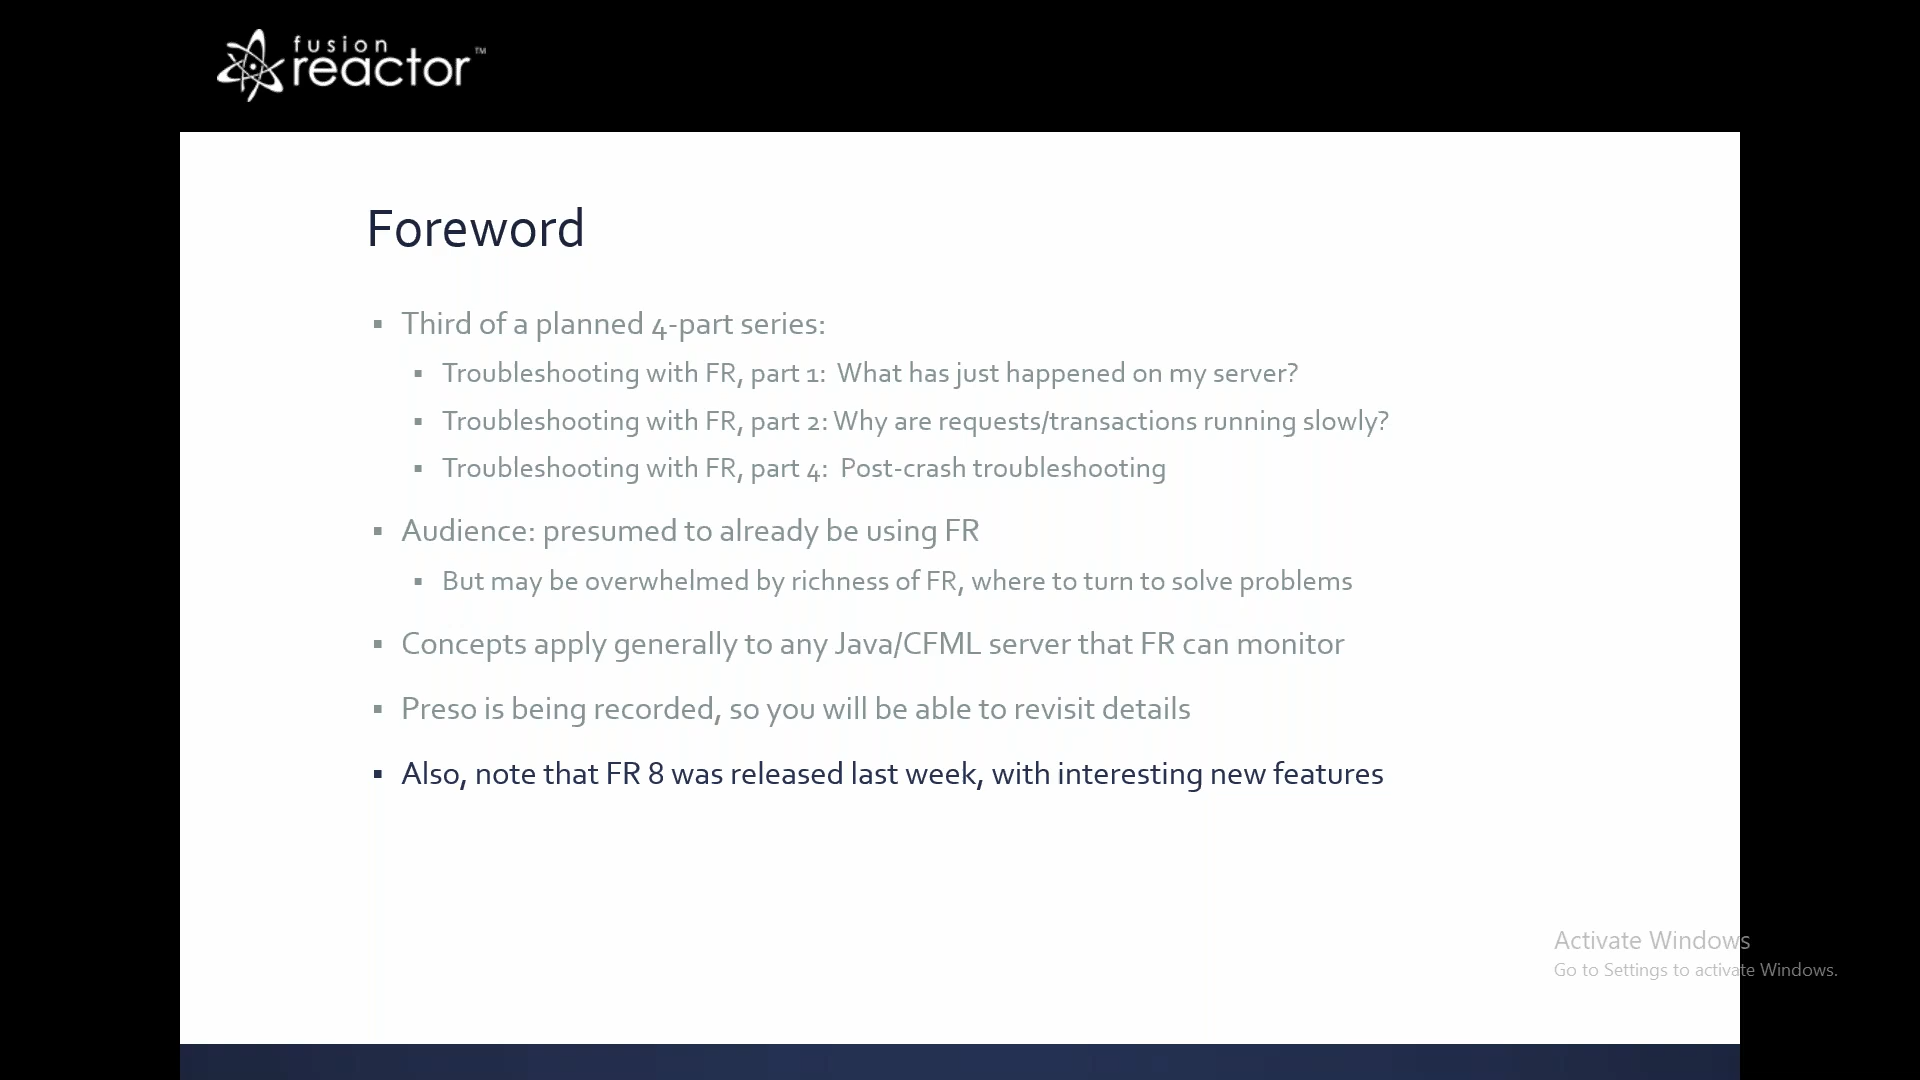 fusion
reactor™
Foreword
▪ Third of a planned 4-part series:
▪ Troubleshooting with FR, part 1:  What has just happened on my server?
▪ Troubleshooting with FR, part 2: Why are requests/transactions running slowly?
▪ Troubleshooting with FR, part 4:  Post-crash troubleshooting
▪ Audience: presumed to already be using FR
▪ But may be overwhelmed by richness of FR, where to turn to solve problems
▪ Concepts apply generally to any Java/CFML server that FR can monitor
▪ Preso is being recorded, so you will be able to revisit details
▪ Also, note that FR 8 was released last week, with interesting new features
Activate Windows
Go to Settings to activate Windows.